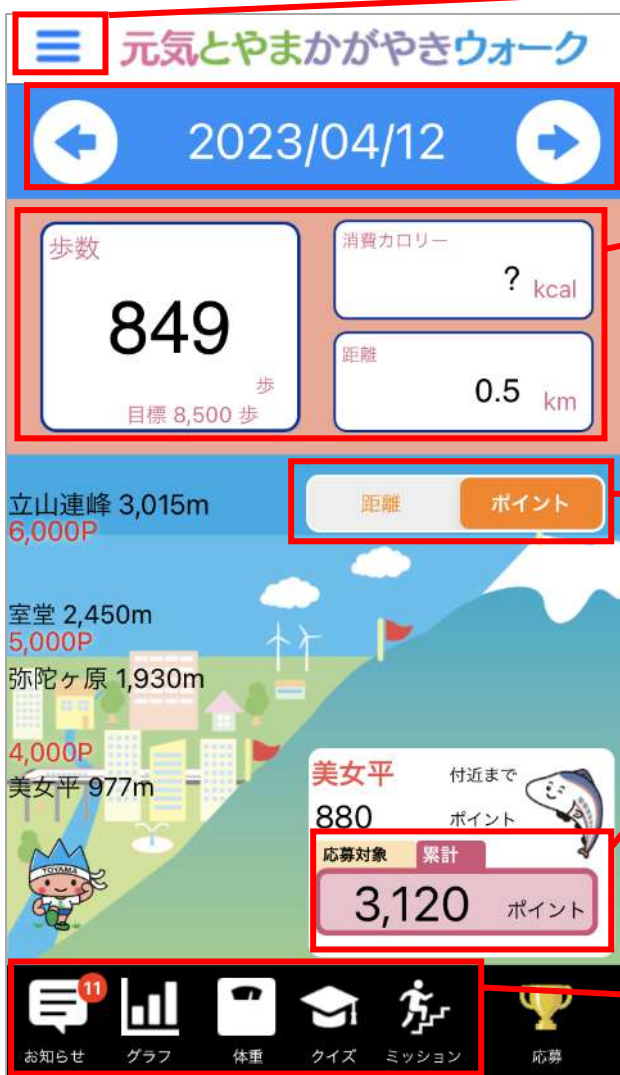 元気とやまかがやきウォーク
2023/04/12
歩数
849
歩
目標 8,500 歩
消費カロリー
? kcal
距離
0.5 km
距離 ポイント
立山連峰 3,015m
6,000P
室堂 2,450m
5,000P
弥陀ヶ原 1,930m
4,000P
美女平 977m
TOYAMA
美女平 付近まで
880 ポイント
応募対象 累計
3,120 ポイント
11
お知らせ グラフ 体重 クイズ ミッション 応募